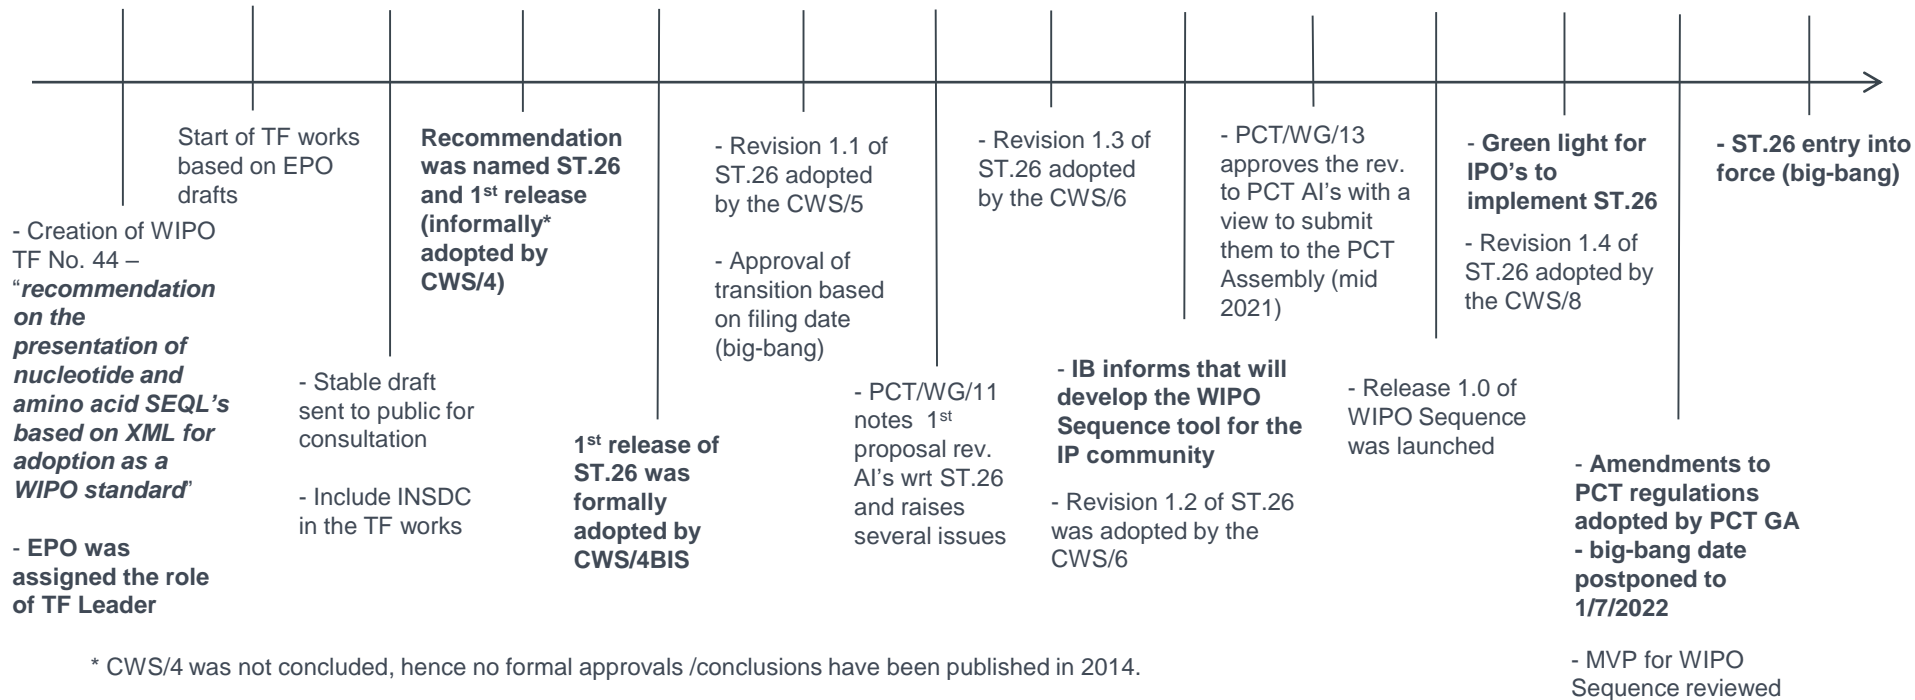 - Creation of WIPO
TF No. 44 –
“recommendation
on the
presentation of
nucleotide and
amino acid SEQL’s
based on XML for
adoption as a
WIPO standard”
- EPO was
assigned the role
of TF Leader
Start of TF works
based on EPO
drafts
- Stable draft
sent to public for
consultation
- Include INSDC
in the TF works
Recommendation
was named ST.26
and 1st release
(informally*
adopted by
CWS/4)
1st release of
ST.26 was
formally
adopted by
CWS/4BIS
- Revision 1.1 of
ST.26 adopted
by the CWS/5
- Approval of
transition based
on filing date
(big-bang)
- PCT/WG/11
notes 1st
proposal rev.
AI’s wrt ST.26
and raises
several issues
- Revision 1.3 of
ST.26 adopted
by the CWS/6
- IB informs that will
develop the WIPO
Sequence tool for the
IP community
- Revision 1.2 of ST.26
was adopted by the
CWS/6
- PCT/WG/13
approves the rev.
to PCT AI’s with a
view to submit
them to the PCT
Assembly (mid
2021)
- Release 1.0 of
WIPO Sequence
was launched
- Green light for
IPO’s to
implement ST.26
- Revision 1.4 of
ST.26 adopted by
the CWS/8
- Amendments to
PCT regulations
adopted by PCT GA
- big-bang date
postponed to
1/7/2022
- MVP for WIPO
Sequence reviewed
- ST.26 entry into
force (big-bang)
* CWS/4 was not concluded, hence no formal approvals /conclusions have been published in 2014.